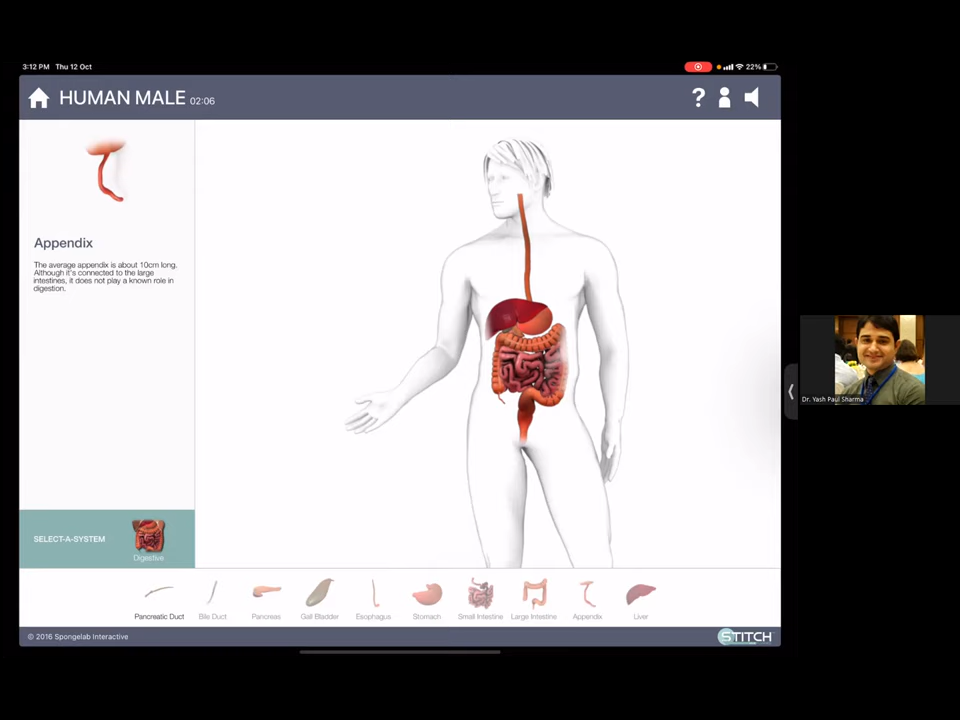 3:12 PM Thu 12 Oct
22%
HUMAN MALE 02:06
?
Appendix
The average appendix is about 10cm long.
Although it's connected to the large
intestines, it does not play a known role in
digestion.
Dr. Yash Paul Sharma
SELECT-A-SYSTEM
Digestive
Pancreatic Duct
Bile Duct
Pancreas
Gall Bladder
Esophagus
Stomach
Small Intestine
Large Intestine
Appendix
Liver
© 2016 Spongelab Interactive
STITCH